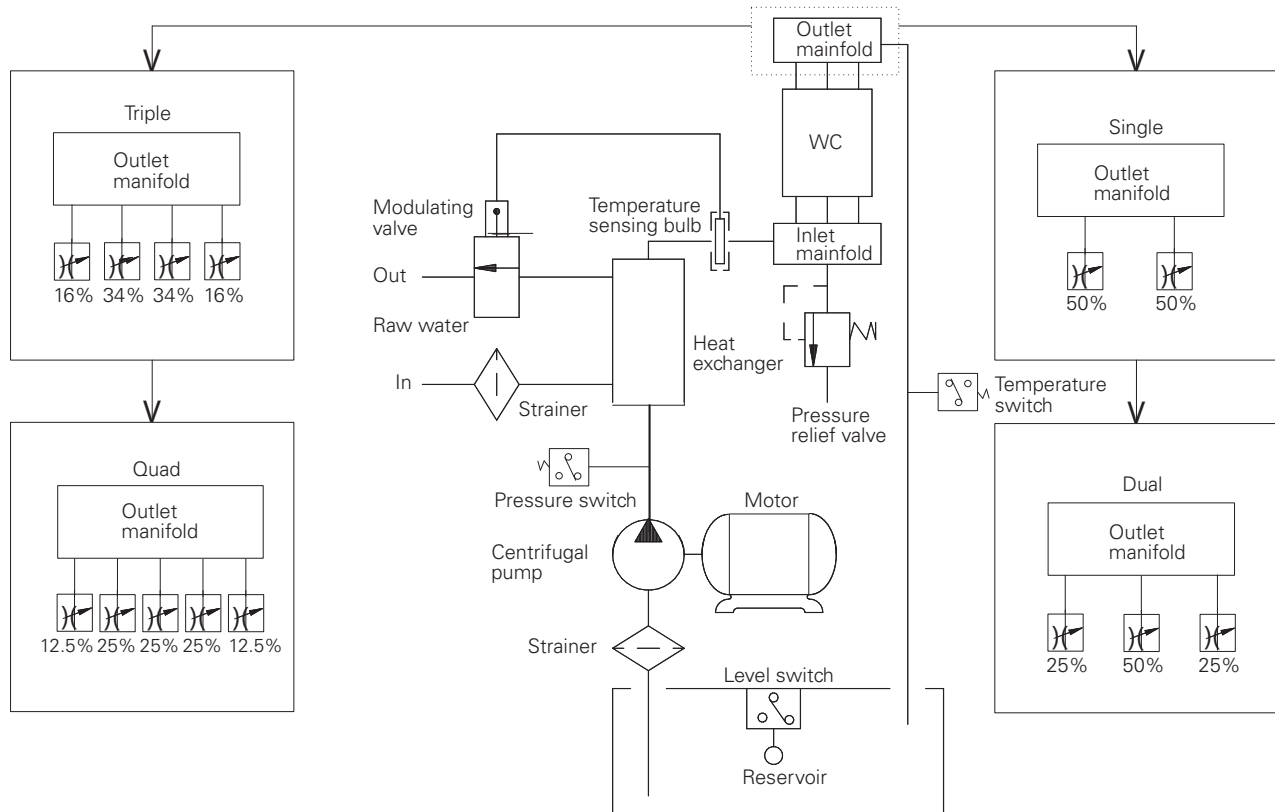 Outlet
mainfold
Triple
Outlet
manifold
16% 34% 34% 16%
Quad
Outlet
manifold
12.5% 25% 25% 25% 12.5%
Modulating
valve
Out
Raw water
In
Strainer
Temperature
sensing bulb
WC
Inlet
mainfold
Heat
exchanger
Pressure
relief valve
Pressure switch
Centrifugal
pump
Motor
Strainer
Level switch
Reservoir
Single
Outlet
manifold
50% 50%
Temperature
switch
Dual
Outlet
manifold
25% 50% 25%